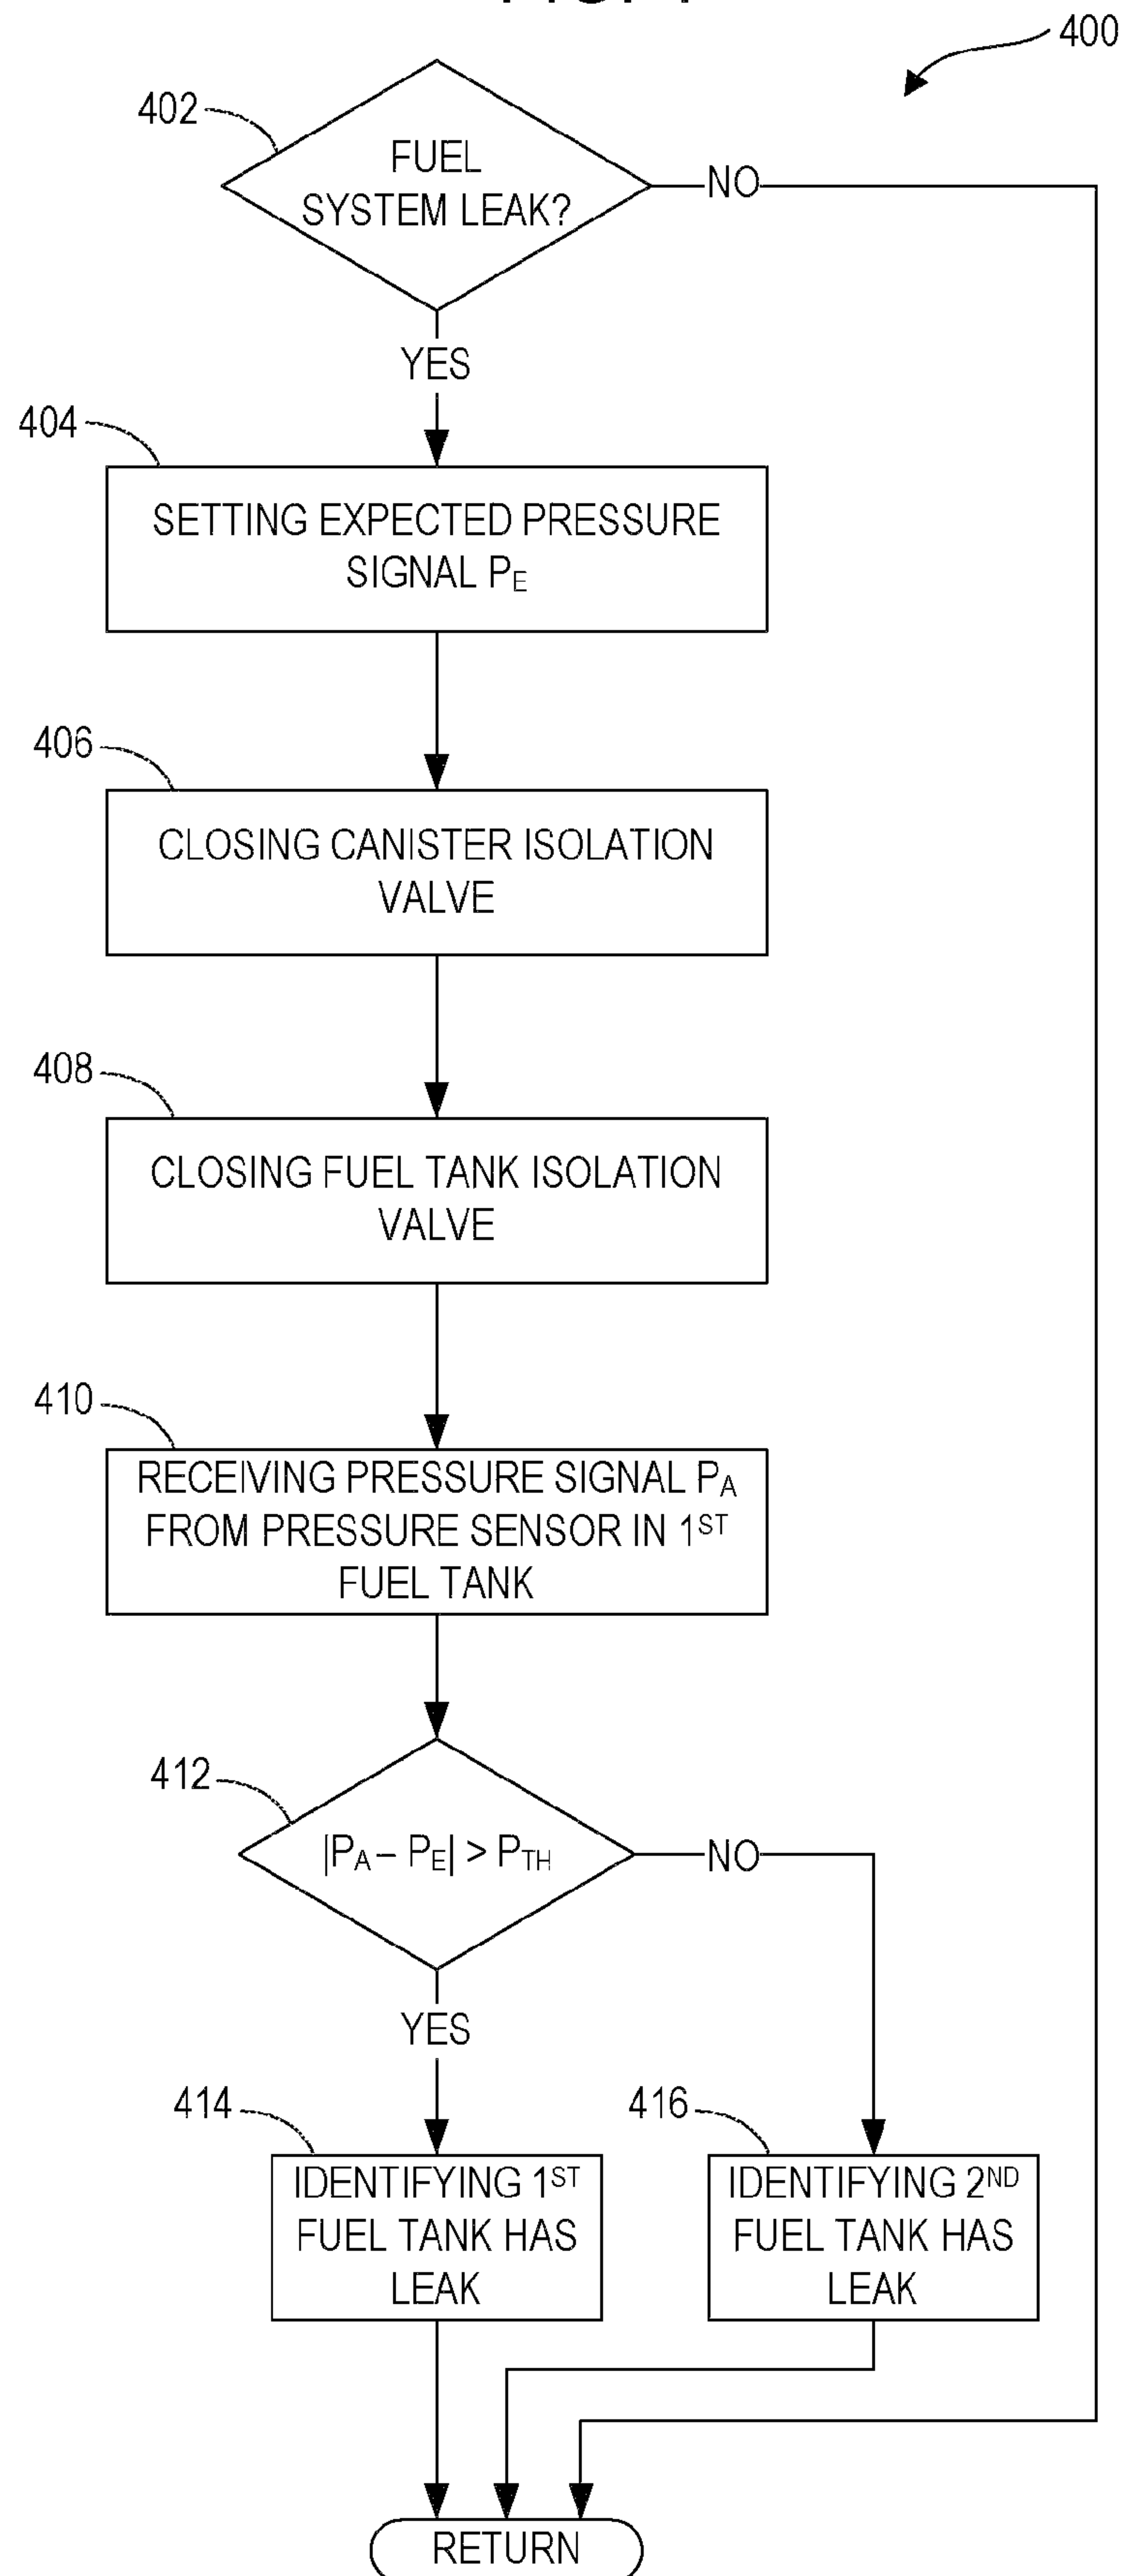 400
402
FUEL
SYSTEM LEAK?
NO
YES
404
SETTING EXPECTED PRESSURE
SIGNAL PE
406
CLOSING CANISTER ISOLATION
VALVE
408
CLOSING FUEL TANK ISOLATION
VALVE
410
RECEIVING PRESSURE SIGNAL PA
FROM PRESSURE SENSOR IN 1ST
FUEL TANK
412
|PA – PE| > PTH
NO
YES
414
IDENTIFYING 1ST
FUEL TANK HAS
LEAK
416
IDENTIFYING 2ND
FUEL TANK HAS
LEAK
RETURN